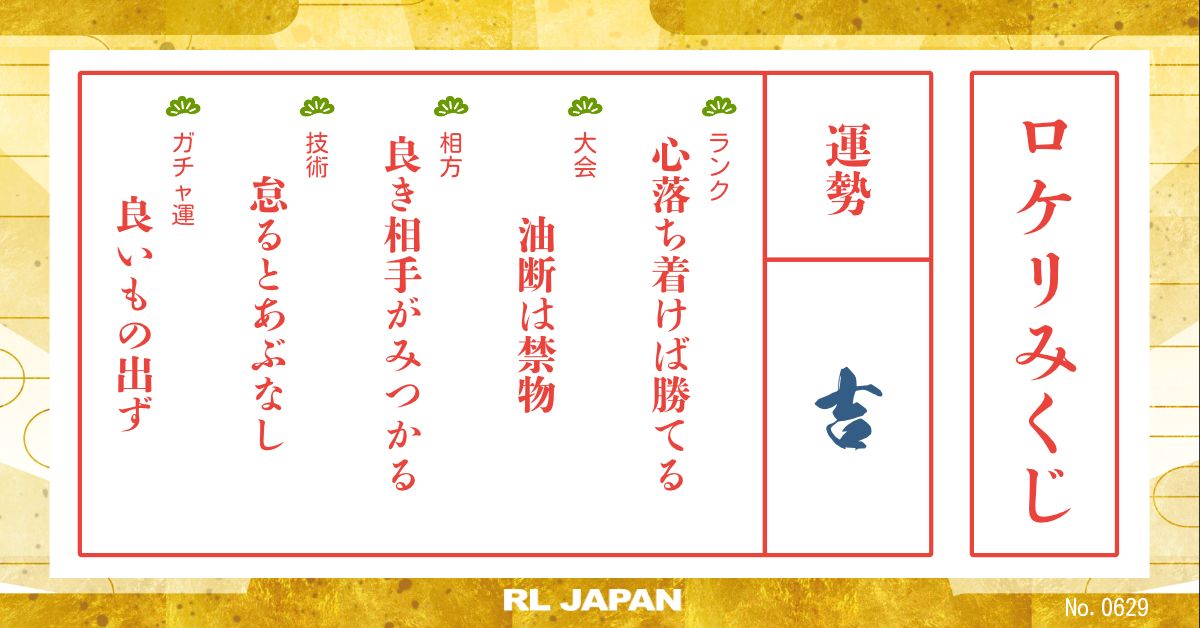 ロケリみくじ
運勢
吉
ランク
心落ち着けば勝てる
大会
油断は禁物
相方
良き相手がみつかる
技術
怠るとあぶなし
ガチャ運
良いもの出ず
RL JAPAN
No. 0629